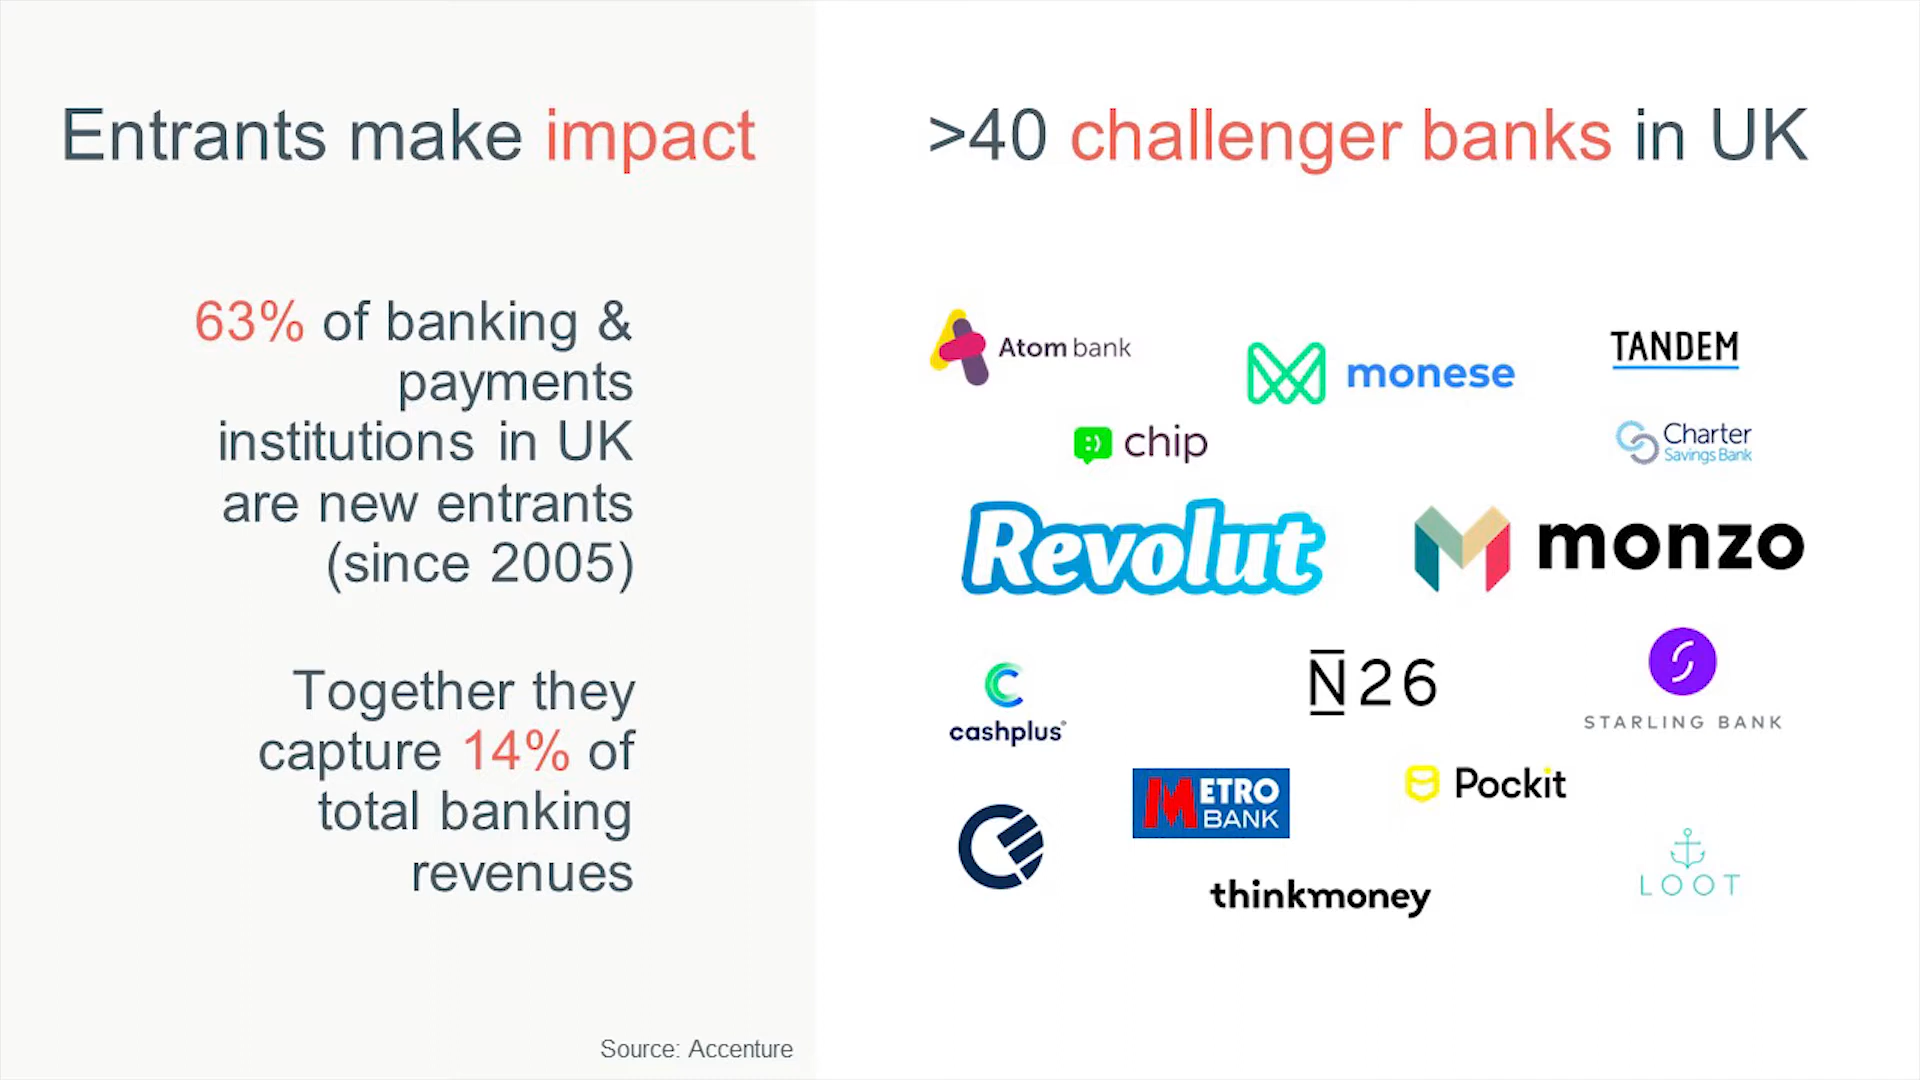 Entrants make impact
63% of banking &
payments
institutions in UK
are new entrants
(since 2005)
Together they
capture 14% of
total banking
revenues
Source: Accenture
>40 challenger banks in UK
Atom bank
monese
TANDEM
chip
Charter
Savings Bank
Revolut
monzo
cashplus®
N26
STARLING BANK
METRO
BANK
Pockit
thinkmoney
LOOT